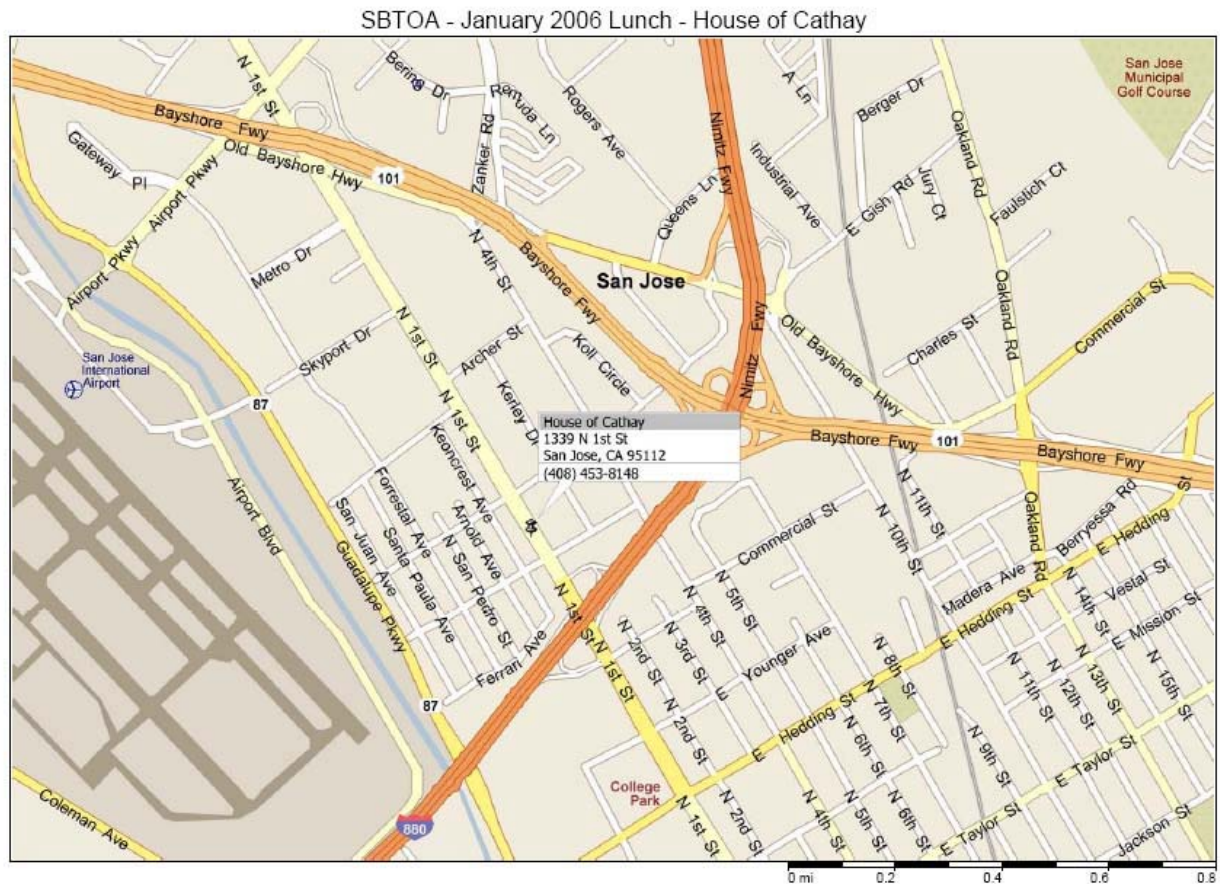 SBTOA - January 2006 Lunch - House of Cathay
N 1st St
Bering Dr
Zanker Rd
Rogers Ave
Nimitz Fwy
A Ln
Berger Dr
Oakland Rd
San Jose
Municipal
Golf Course
Bayshore Fwy
Old Bayshore Hwy
101
Gateway Pl
Airport Pkwy
Airport Pkwy
Queens Ln
Industrial Ave
E Gish Rd
Jury Ct
Faulstich Ct
Metro Dr
N 4th St
Bayshore Fwy
San Jose
Nimitz Fwy
Old Bayshore Hwy
Oakland Rd
Commercial St
Charles St
N 1st St
Skyport Dr
Archer St
Koll Circle
Kerley Dr
San Jose
International
Airport
87
N 1st St
House of Cathay
1339 N 1st St
San Jose, CA 95112
(408) 453-8148
Bayshore Fwy
101
Bayshore Fwy
Keoncrest Ave
Forrestal Ave
San Juan Ave
Santa Paula Ave
Arnold Ave
N San Pedro St
Airport Blvd
Guadalupe Pkwy
Commercial St
N 10th St
N 11th St
Oakland Rd
Berryessa Rd
E Hedding St
Madera Ave
N 14th St
Vestal St
E Mission St
N 1st St
N 1st St
Ferrari Ave
87
N 2nd St
N 3rd St
N 4th St
N 5th St
E Younger Ave
N 8th St
N 7th St
E Hedding St
E Hedding St
N 11th St
N 12th St
N 13th St
N 15th St
N 2nd St
N 6th St
N 9th St
E Taylor St
E Taylor St
College
Park
N 1st St
N 2nd St
N 4th St
N 5th St
N 6th St
Jackson St
Coleman Ave
880
0 mi 0.2 0.4 0.6 0.8